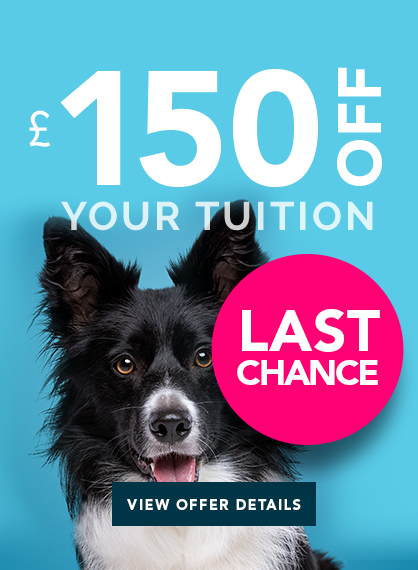 £150 OFF
YOUR TUITION
LAST
CHANCE
VIEW OFFER DETAILS